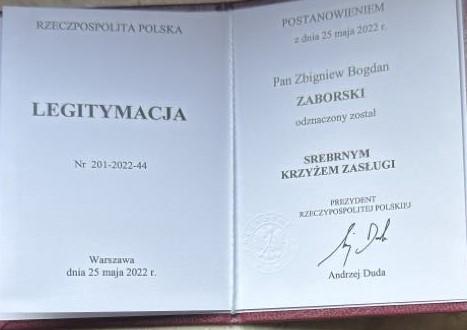 RZECZPOSPOLITA POLSKA
LEGITYMACJA
Nr 201-2022-44
Warszawa
dnia 25 maja 2022 r.
POSTANOWIENIEM
z dnia 25 maja 2022 r.
Pan Zbigniew Bogdan
ZABORSKI
odznaczony został
SREBRNYM
KRZYŻEM ZASŁUGI
PREZYDENT
RZECZYPOSPOLITEJ POLSKIEJ
Andrzej Duda